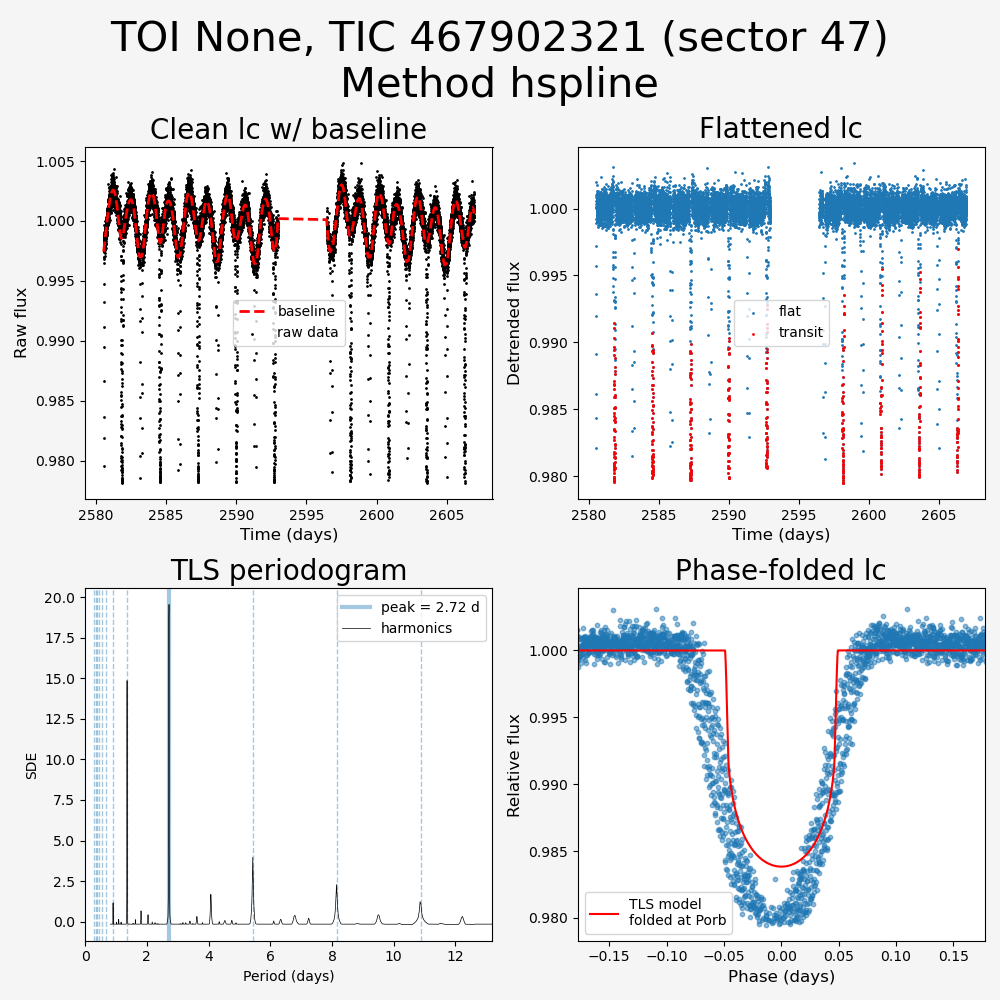 TOI None, TIC 467902321 (sector 47)
Method hspline
Clean lc w/ baseline
Raw flux
1.005
1.000
0.995
0.990
0.985
0.980
baseline
raw data
2580 2585 2590 2595 2600 2605
Time (days)
Flattened lc
Detrended flux
1.000
0.995
0.990
0.985
0.980
flat
transit
2580 2585 2590 2595 2600 2605
Time (days)
TLS periodogram
SDE
20.0
17.5
15.0
12.5
10.0
7.5
5.0
2.5
0.0
peak = 2.72 d
harmonics
0 2 4 6 8 10 12
Period (days)
Phase-folded lc
Relative flux
1.000
0.995
0.990
0.985
0.980
TLS model
folded at Porb
−0.15 −0.10 −0.05 0.00 0.05 0.10 0.15
Phase (days)